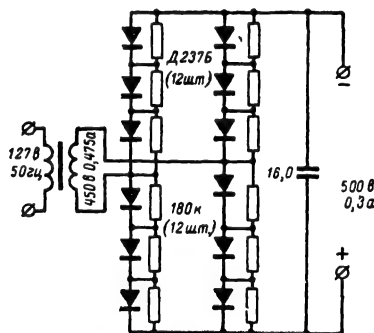 Д237Б
(12шт.)
127в
50гц
450в 0,475а
180к
(12шт.)
16,0
500в
0,3а
−
+